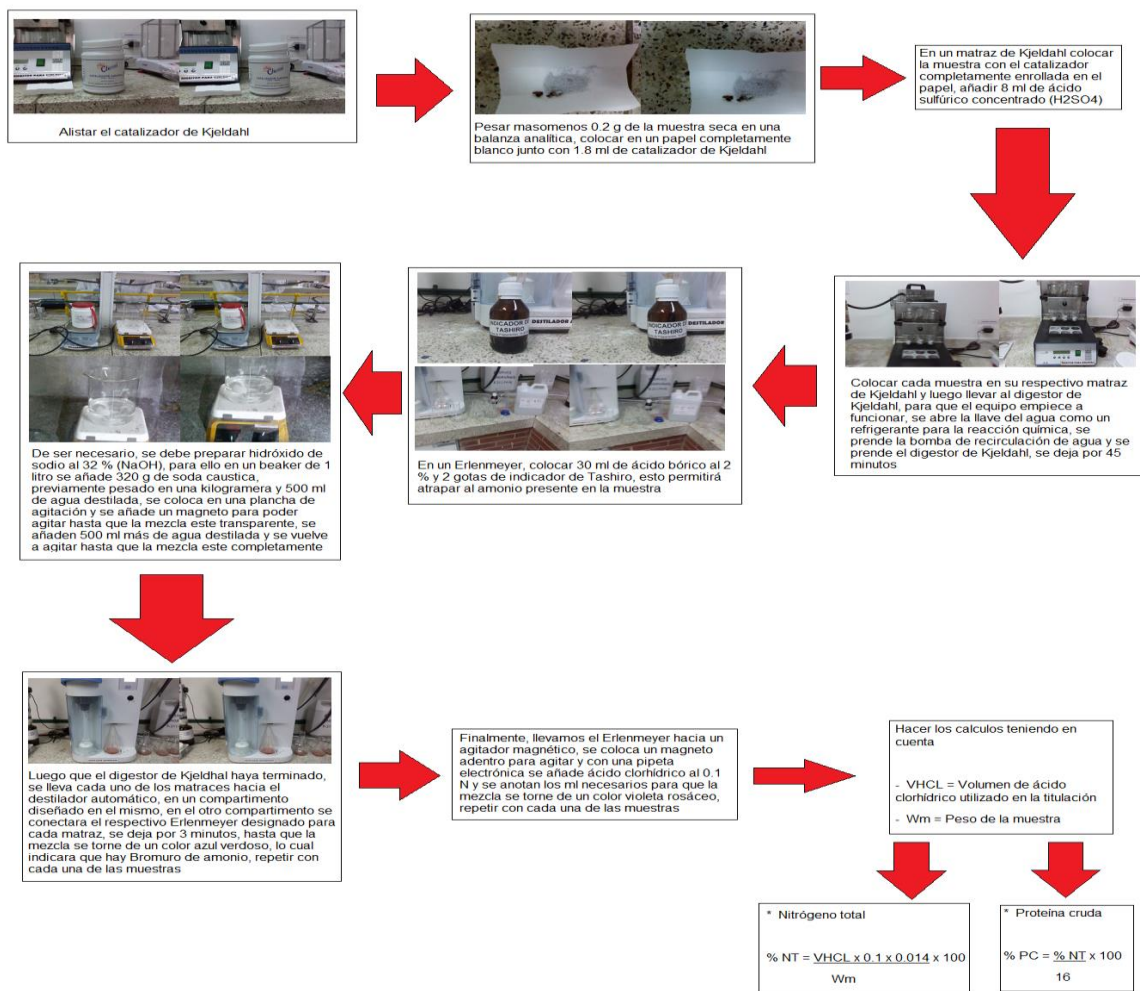 Alistar el catalizador de Kjeldahl
Pesar masomenos 0.2 g de la muestra seca en una
balanza analítica, colocar en un papel completamente
blanco junto con 1.8 ml de catalizador de Kjeldahl
En un matraz de Kjeldahl colocar
la muestra con el catalizador
completamente enrollada en el
papel, añadir 8 ml de ácido
sulfúrico concentrado (H2SO4)
Colocar cada muestra en su respectivo matraz
de Kjeldahl y luego llevar al digestor de
Kjeldahl, para que el equipo empiece a
funcionar, se abre la llave del agua como un
refrigerante para la reacción química, se
prende la bomba de recirculación de agua y se
prende el digestor de Kjeldahl, se deja por 45
minutos
INDICADOR DE
TASHIRO
DESTILADOR
INDICADOR DE
TASHIRO
DESTILADOR A
En un Erlenmeyer, colocar 30 ml de ácido bórico al 2
% y 2 gotas de indicador de Tashiro, esto permitirá
atrapar al amonio presente en la muestra
De ser necesario, se debe preparar hidróxido de
sodio al 32 % (NaOH), para ello en un beaker de 1
litro se añade 320 g de soda caustica,
previamente pesado en una kilogramera y 500 ml
de agua destilada, se coloca en una plancha de
agitación y se añade un magneto para poder
agitar hasta que la mezcla este transparente, se
añaden 500 ml más de agua destilada y se vuelve
a agitar hasta que la mezcla este completamente
Luego que el digestor de Kjeldhal haya terminado,
se lleva cada uno de los matraces hacia el
destilador automático, en un compartimento
diseñado en el mismo, en el otro compartimento se
conectara el respectivo Erlenmeyer designado para
cada matraz, se deja por 3 minutos, hasta que la
mezcla se torne de un color azul verdoso, lo cual
indicara que hay Bromuro de amonio, repetir con
cada una de las muestras
Finalmente, llevamos el Erlenmeyer hacia un
agitador magnético, se coloca un magneto
adentro para agitar y con una pipeta
electrónica se añade ácido clorhídrico al 0.1
N y se anotan los ml necesarios para que la
mezcla se torne de un color violeta rosáceo,
repetir con cada una de las muestras
Hacer los calculos teniendo en
cuenta
- VHCL = Volumen de ácido
clorhídrico utilizado en la titulación
- Wm = Peso de la muestra
* Nitrógeno total
% NT = VHCL x 0.1 x 0.014 x 100
Wm
* Proteína cruda
% PC = % NT x 100
16